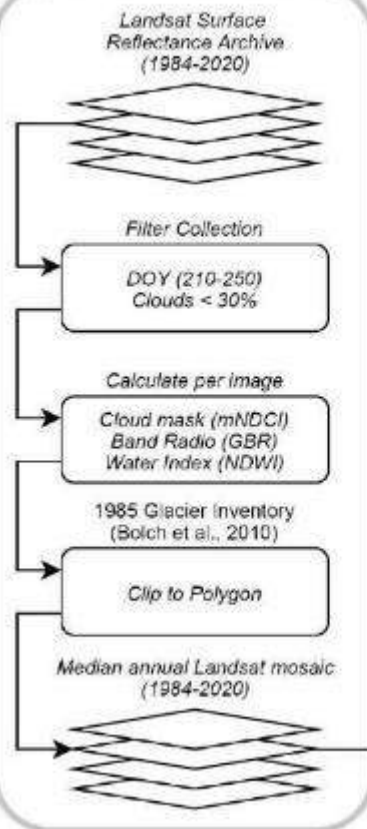 Landsat Surface
Reflectance Archive
(1984-2020)
Filter Collection
DOY (210-250)
Clouds < 30%
Calculate per image
Cloud mask (mNDCI)
Band Radio (GBR)
Water Index (NDWI)
1985 Glacier Inventory
(Bolch et al., 2010)
Clip to Polygon
Median annual Landsat mosaic
(1984-2020)